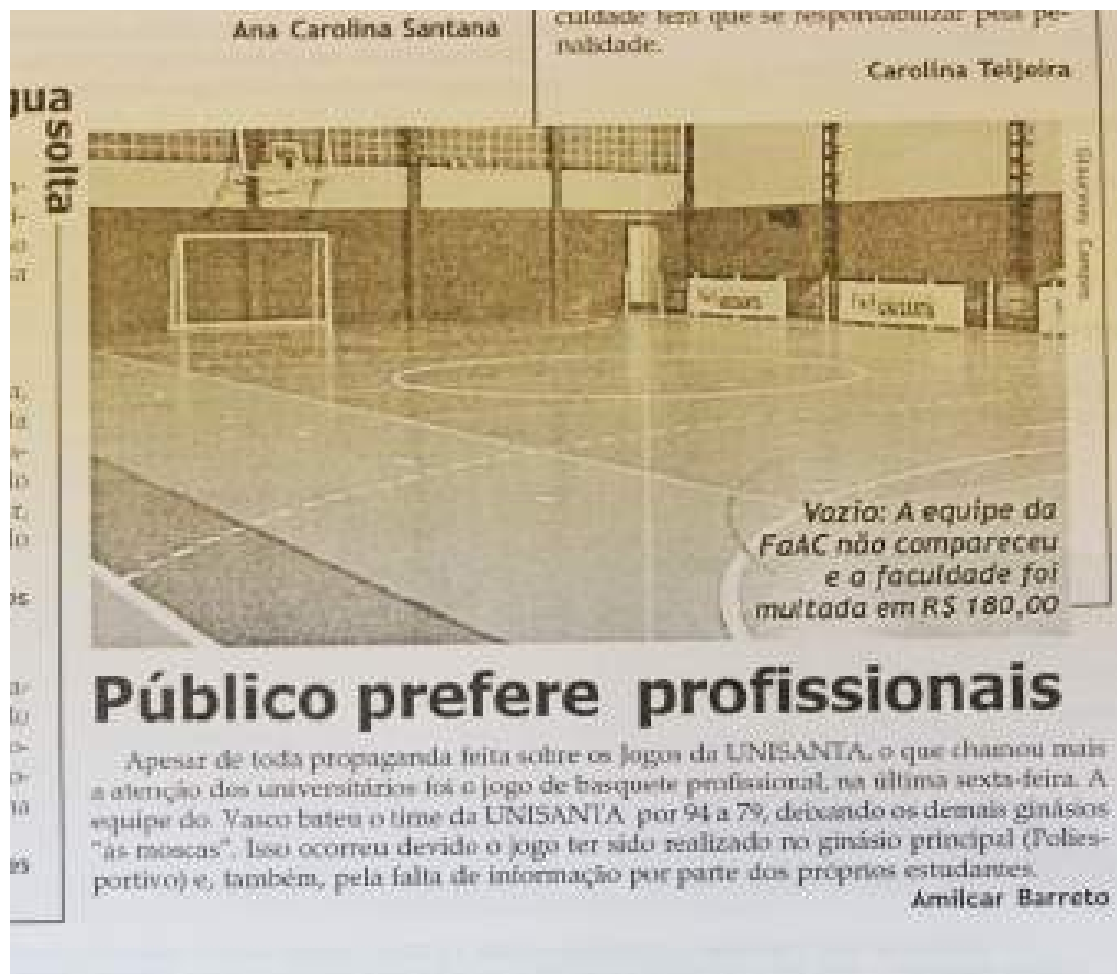 Ana Carolina Santana
culdade terá que se responsabilizar pela pe-
nalidade.
Carolina Teijeira
gua
solta
Vazio: A equipe da
FaAC não compareceu
e a faculdade foi
multada em R$ 180,00
Público prefere profissionais
Apesar de toda propaganda feita sobre os Jogos da UNISANTA, o que chamou mais
a atenção dos universitários foi o jogo de basquete profissional, na última sexta-feira. A
equipe do. Vasco bateu o time da UNISANTA por 94 a 79, deixando os demais ginásios
"às moscas". Isso ocorreu devido o jogo ter sido realizado no ginásio principal (Polies-
portivo) e, também, pela falta de informação por parte dos próprios estudantes.
Amilcar Barreto